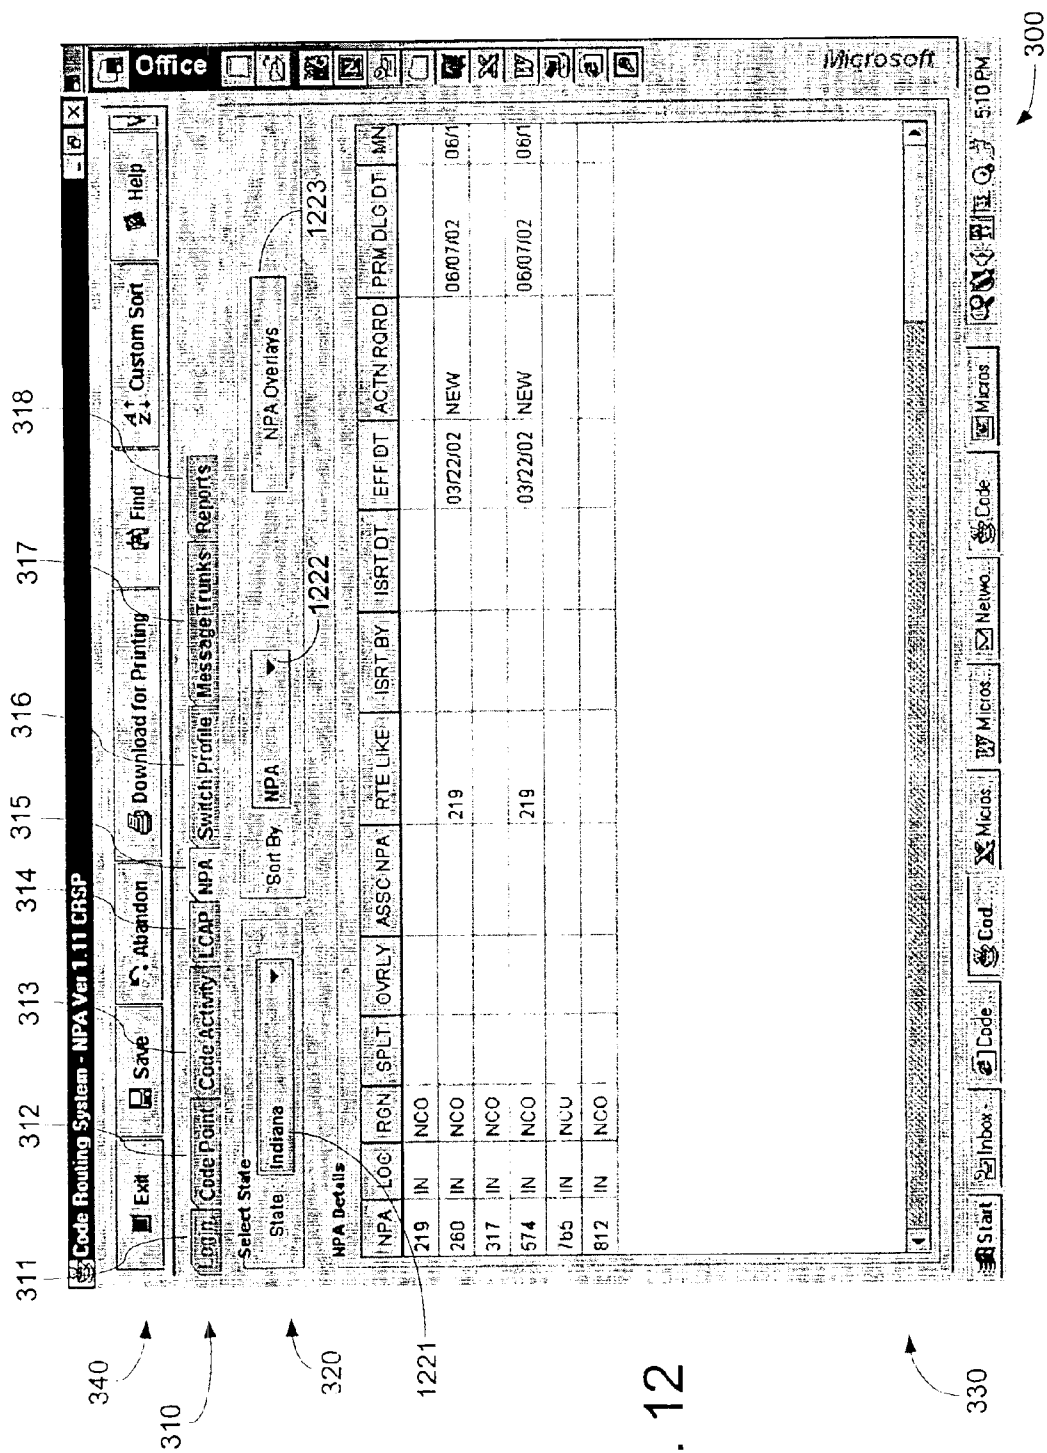 311 312 313 314 315 316 317 318
Code Routing System - NPA Ver 1.11 CRSP
Office
340
Exit Save Abandon Download for Printing Find Custom Sort Help
310
Login Code Point Code Activity LCAP NPA Switch Profile Message Trunks Reports
320
Select State
State Indiana Sort By NPA NPA Overlays
1221 1222 1223
NPA Details
NPA LOC RGN SPLT OVRLY ASSC NPA RTE LIKE ISRT BY ISRT DT EFF DT ACTN RQRD PRM DLG DT MN
219 IN NCO
260 IN NCO 219 03/22/02 NEW 06/07/02 06/1
317 IN NCO
574 IN NCO 219 03/22/02 NEW 06/07/02 06/1
765 IN NCO
812 IN NCO
. 12
330
Microsoft
Start Inbox - Code ... Cod... Micros... Micros... Netwo... Code... Micros... 5:10 PM
300